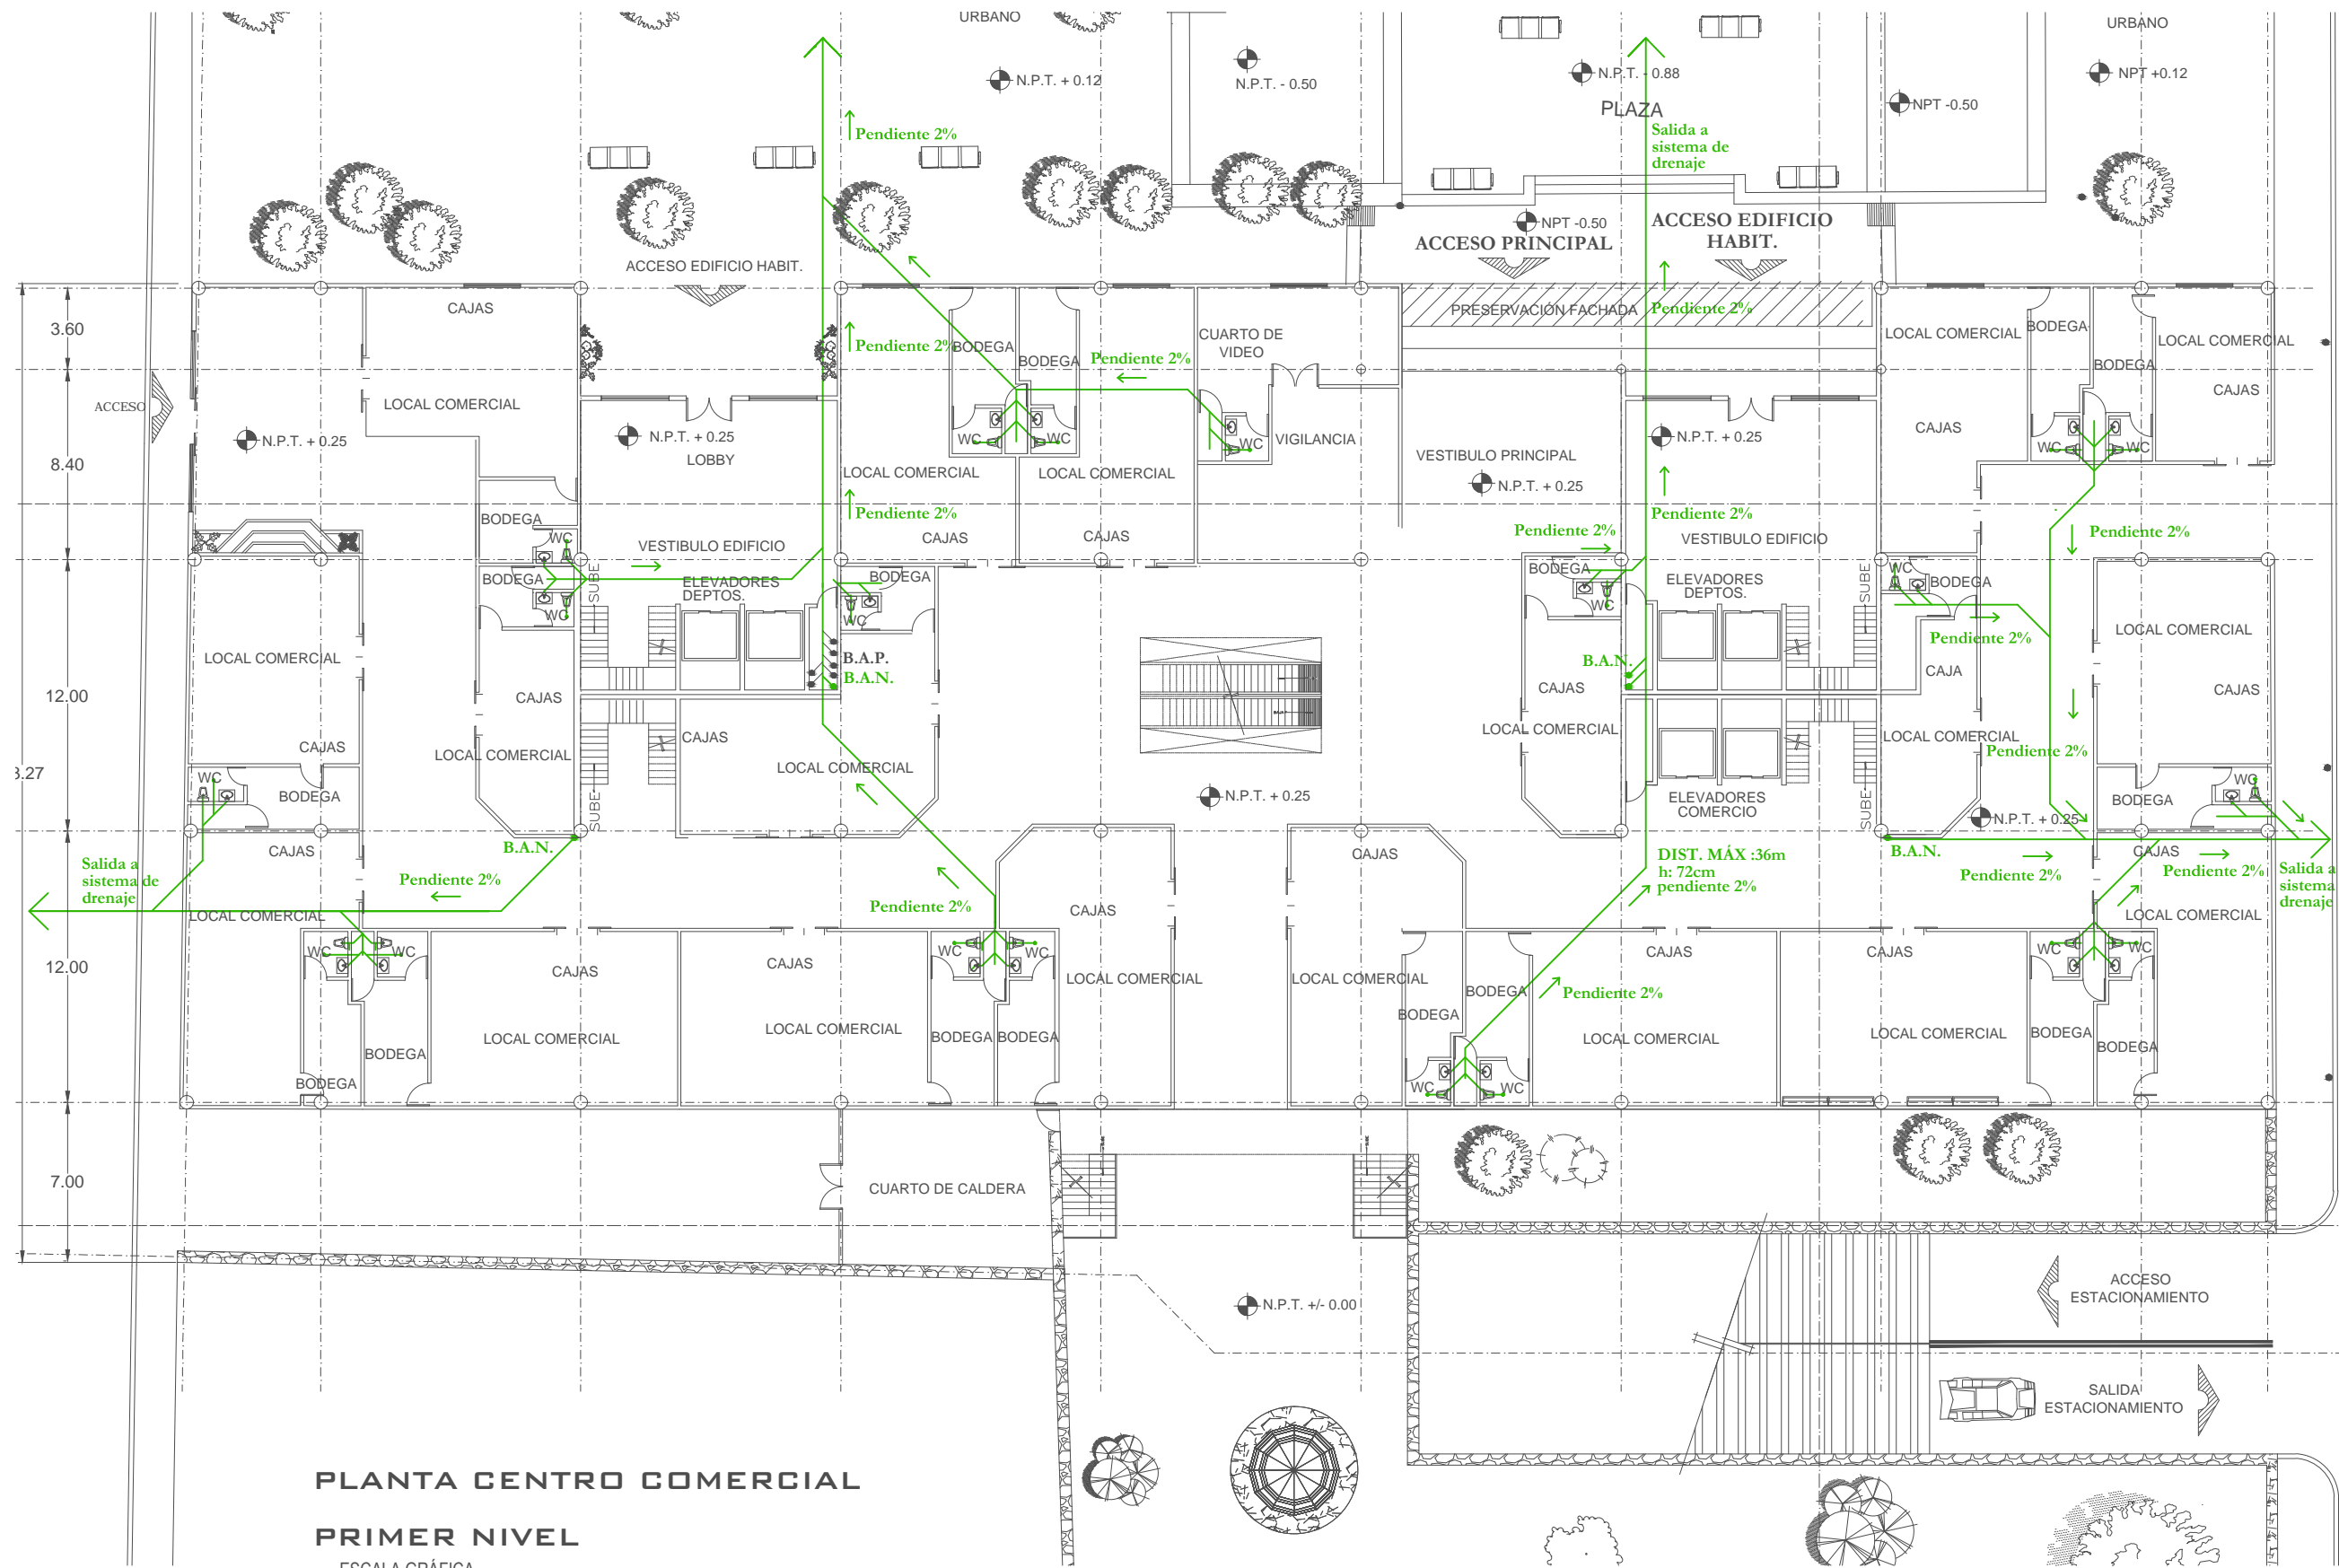 URBANO
URBANO
N.P.T. + 0.12
N.P.T. - 0.50
N.P.T. - 0.88
NPT +0.12
NPT -0.50
PLAZA
Pendiente 2%
Salida a
sistema de
drenaje
NPT -0.50
ACCESO PRINCIPAL
ACCESO EDIFICIO
HABIT.
ACCESO EDIFICIO HABIT.
CAJAS
PRESERVACIÓN FACHADA
Pendiente 2%
3.60
CUARTO DE
VIDEO
LOCAL COMERCIAL
BODEGA
LOCAL COMERCIAL
Pendiente 2%
BODEGA
BODEGA
Pendiente 2%
BODEGA
CAJAS
ACCESO
LOCAL COMERCIAL
N.P.T. + 0.25
N.P.T. + 0.25
LOBBY
WC
WC
WC
VIGILANCIA
N.P.T. + 0.25
CAJAS
WC
WC
8.40
LOCAL COMERCIAL
LOCAL COMERCIAL
VESTIBULO PRINCIPAL
N.P.T. + 0.25
BODEGA
WC
Pendiente 2%
Pendiente 2%
Pendiente 2%
Pendiente 2%
VESTIBULO EDIFICIO
CAJAS
CAJAS
VESTIBULO EDIFICIO
BODEGA
WC
SUBE
ELEVADORES
DEPTOS.
BODEGA
WC
BODEGA
WC
ELEVADORES
DEPTOS.
SUBE
WC
BODEGA
Pendiente 2%
LOCAL COMERCIAL
B.A.P.
B.A.N.
B.A.N.
CAJA
LOCAL COMERCIAL
12.00
CAJAS
CAJAS
CAJAS
CAJAS
LOCAL COMERCIAL
CAJAS
LOCAL COMERCIAL
LOCAL COMERCIAL
LOCAL COMERCIAL
Pendiente 2%
3.27
WC
BODEGA
SUBE
N.P.T. + 0.25
ELEVADORES
COMERCIO
SUBE
N.P.T. + 0.25
BODEGA
WC
CAJAS
B.A.N.
CAJAS
DIST. MÁX :36m
h: 72cm
pendiente 2%
B.A.N.
CAJAS
Salida a
sistema de
drenaje
Pendiente 2%
Pendiente 2%
Pendiente 2%
Salida a
sistema
drenaje
LOCAL COMERCIAL
Pendiente 2%
CAJAS
LOCAL COMERCIAL
12.00
WC
WC
CAJAS
CAJAS
WC
WC
LOCAL COMERCIAL
LOCAL COMERCIAL
CAJAS
CAJAS
WC
WC
BODEGA
Pendiente 2%
BODEGA
LOCAL COMERCIAL
LOCAL COMERCIAL
BODEGA
BODEGA
LOCAL COMERCIAL
LOCAL COMERCIAL
BODEGA
BODEGA
BODEGA
BODEGA
WC
WC
7.00
CUARTO DE CALDERA
N.P.T. +/- 0.00
ACCESO
ESTACIONAMIENTO
SALIDA
ESTACIONAMIENTO
PLANTA CENTRO COMERCIAL
PRIMER NIVEL
ESCALA GRÁFICA